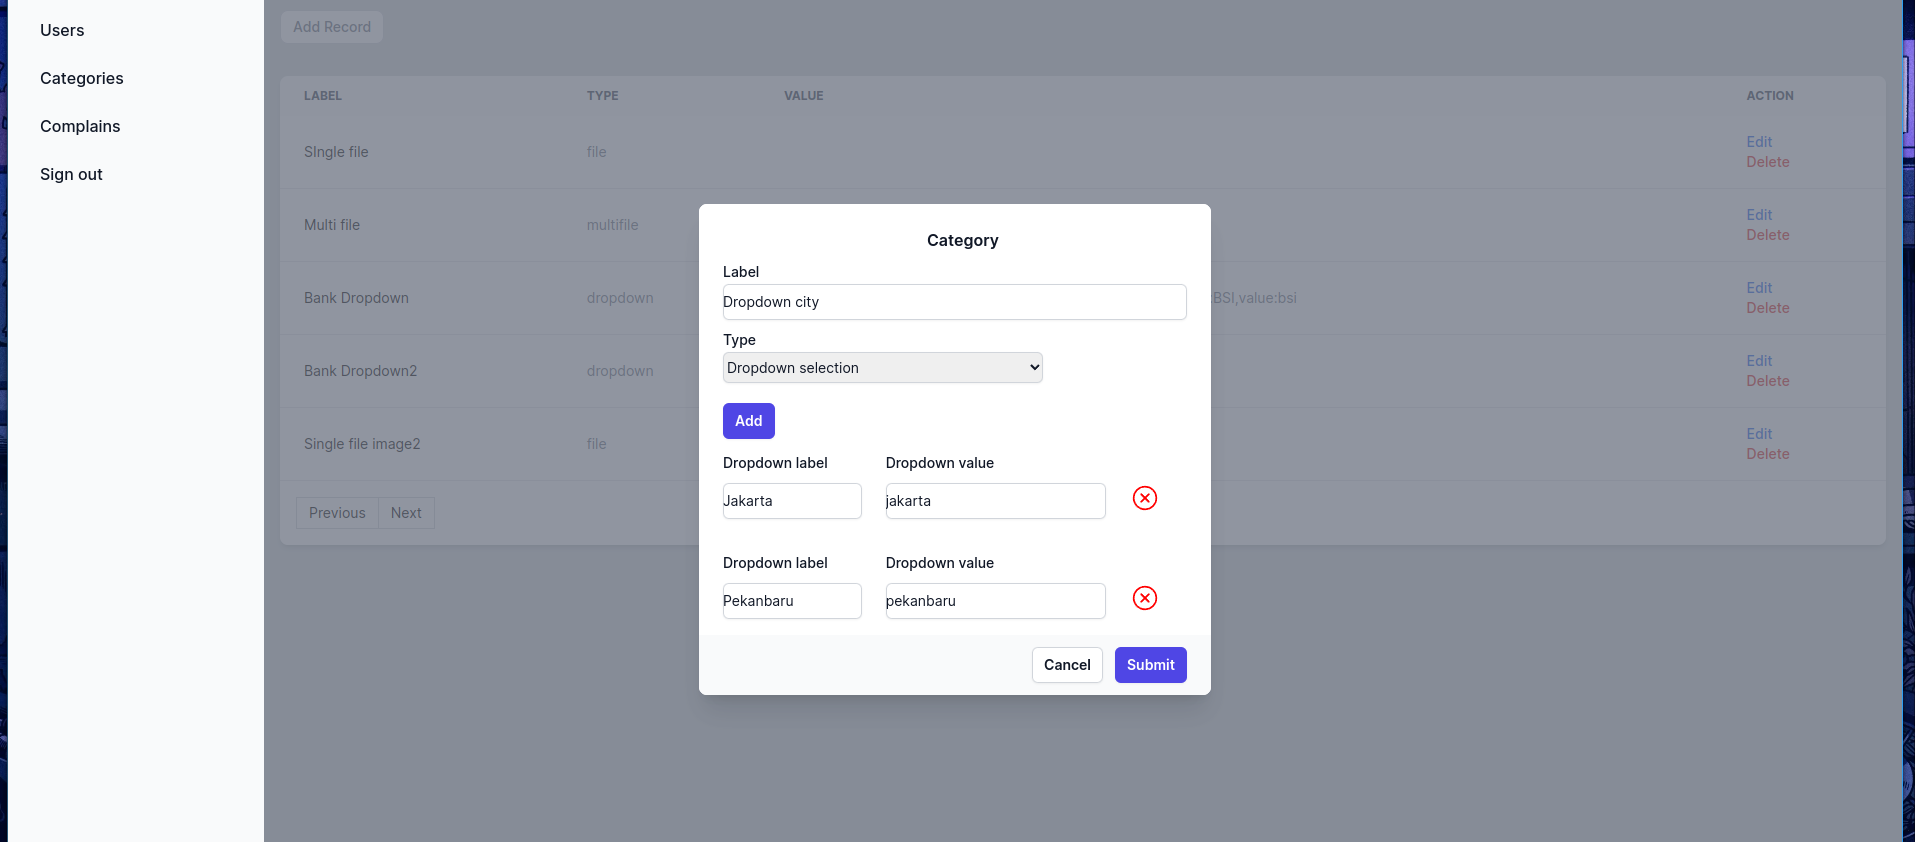 Users
Categories
Complains
Sign out
Add Record
LABEL TYPE VALUE ACTION
SIngle file file Edit
Delete
Multi file multifile Edit
Delete
Bank Dropdown dropdown :BSI,value:bsi Edit
Delete
Bank Dropdown2 dropdown Edit
Delete
Single file image2 file Edit
Delete
Previous Next
Category
Label
Dropdown city
Type
Dropdown selection
Add
Dropdown label Dropdown value
Jakarta jakarta
Dropdown label Dropdown value
Pekanbaru pekanbaru
Cancel Submit